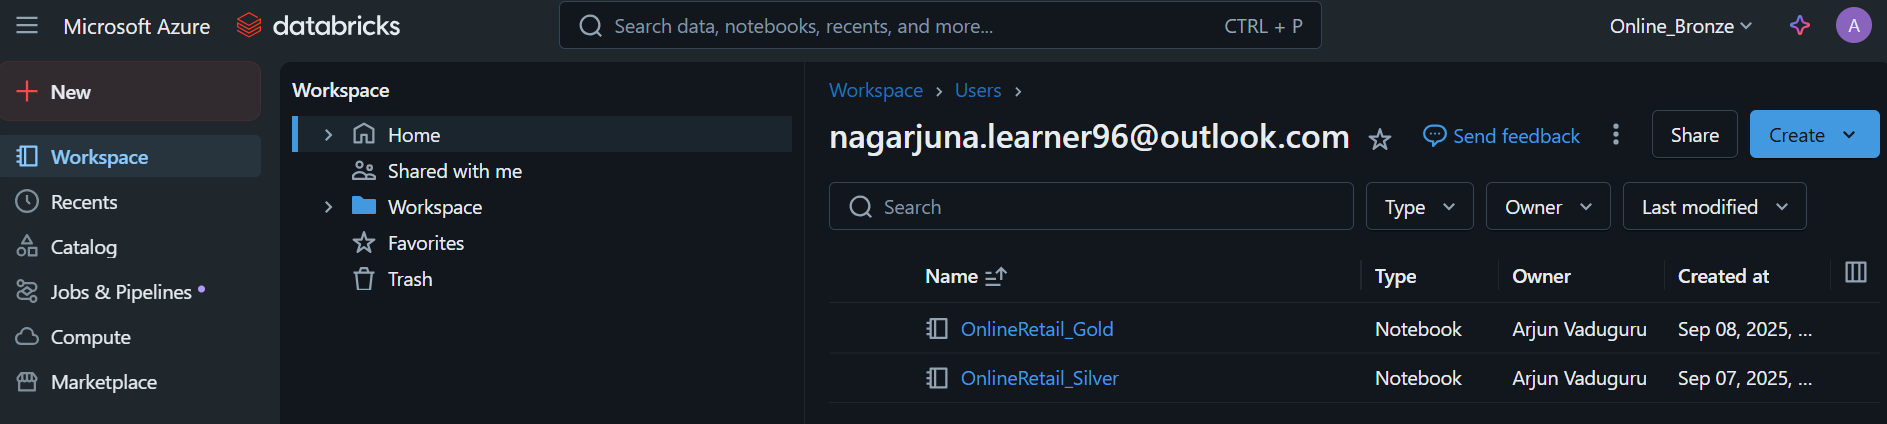 Microsoft Azure databricks Search data, notebooks, recents, and more... CTRL + P Online_Bronze A
New
Workspace
Recents
Catalog
Jobs & Pipelines
Compute
Marketplace
Workspace
Home
Shared with me
Workspace
Favorites
Trash
Workspace > Users >
nagarjuna.learner96@outlook.com Send feedback Share Create
Search Type Owner Last modified
Name Type Owner Created at
OnlineRetail_Gold Notebook Arjun Vaduguru Sep 08, 2025, ...
OnlineRetail_Silver Notebook Arjun Vaduguru Sep 07, 2025, ...